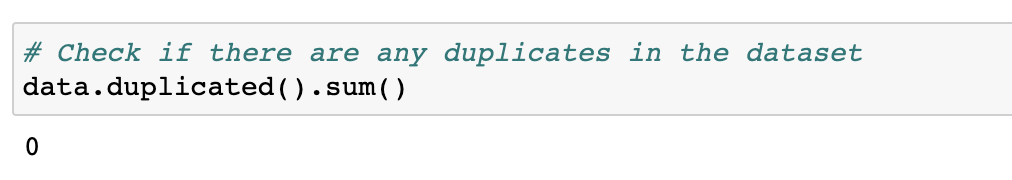 # Check if there are any duplicates in the dataset
data.duplicated().sum()
0